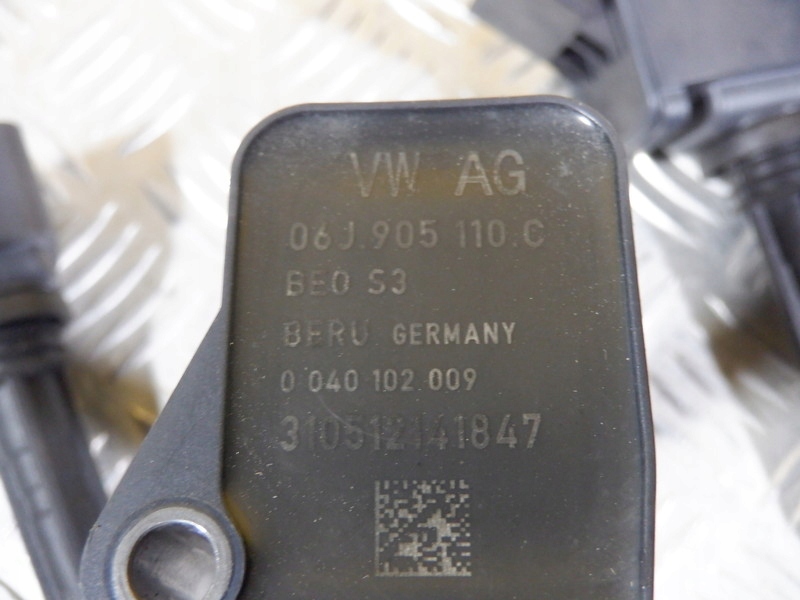 VW AG
06J.905 110.C
BEO S3
BERU GERMANY
0 040 102 009
310512141847